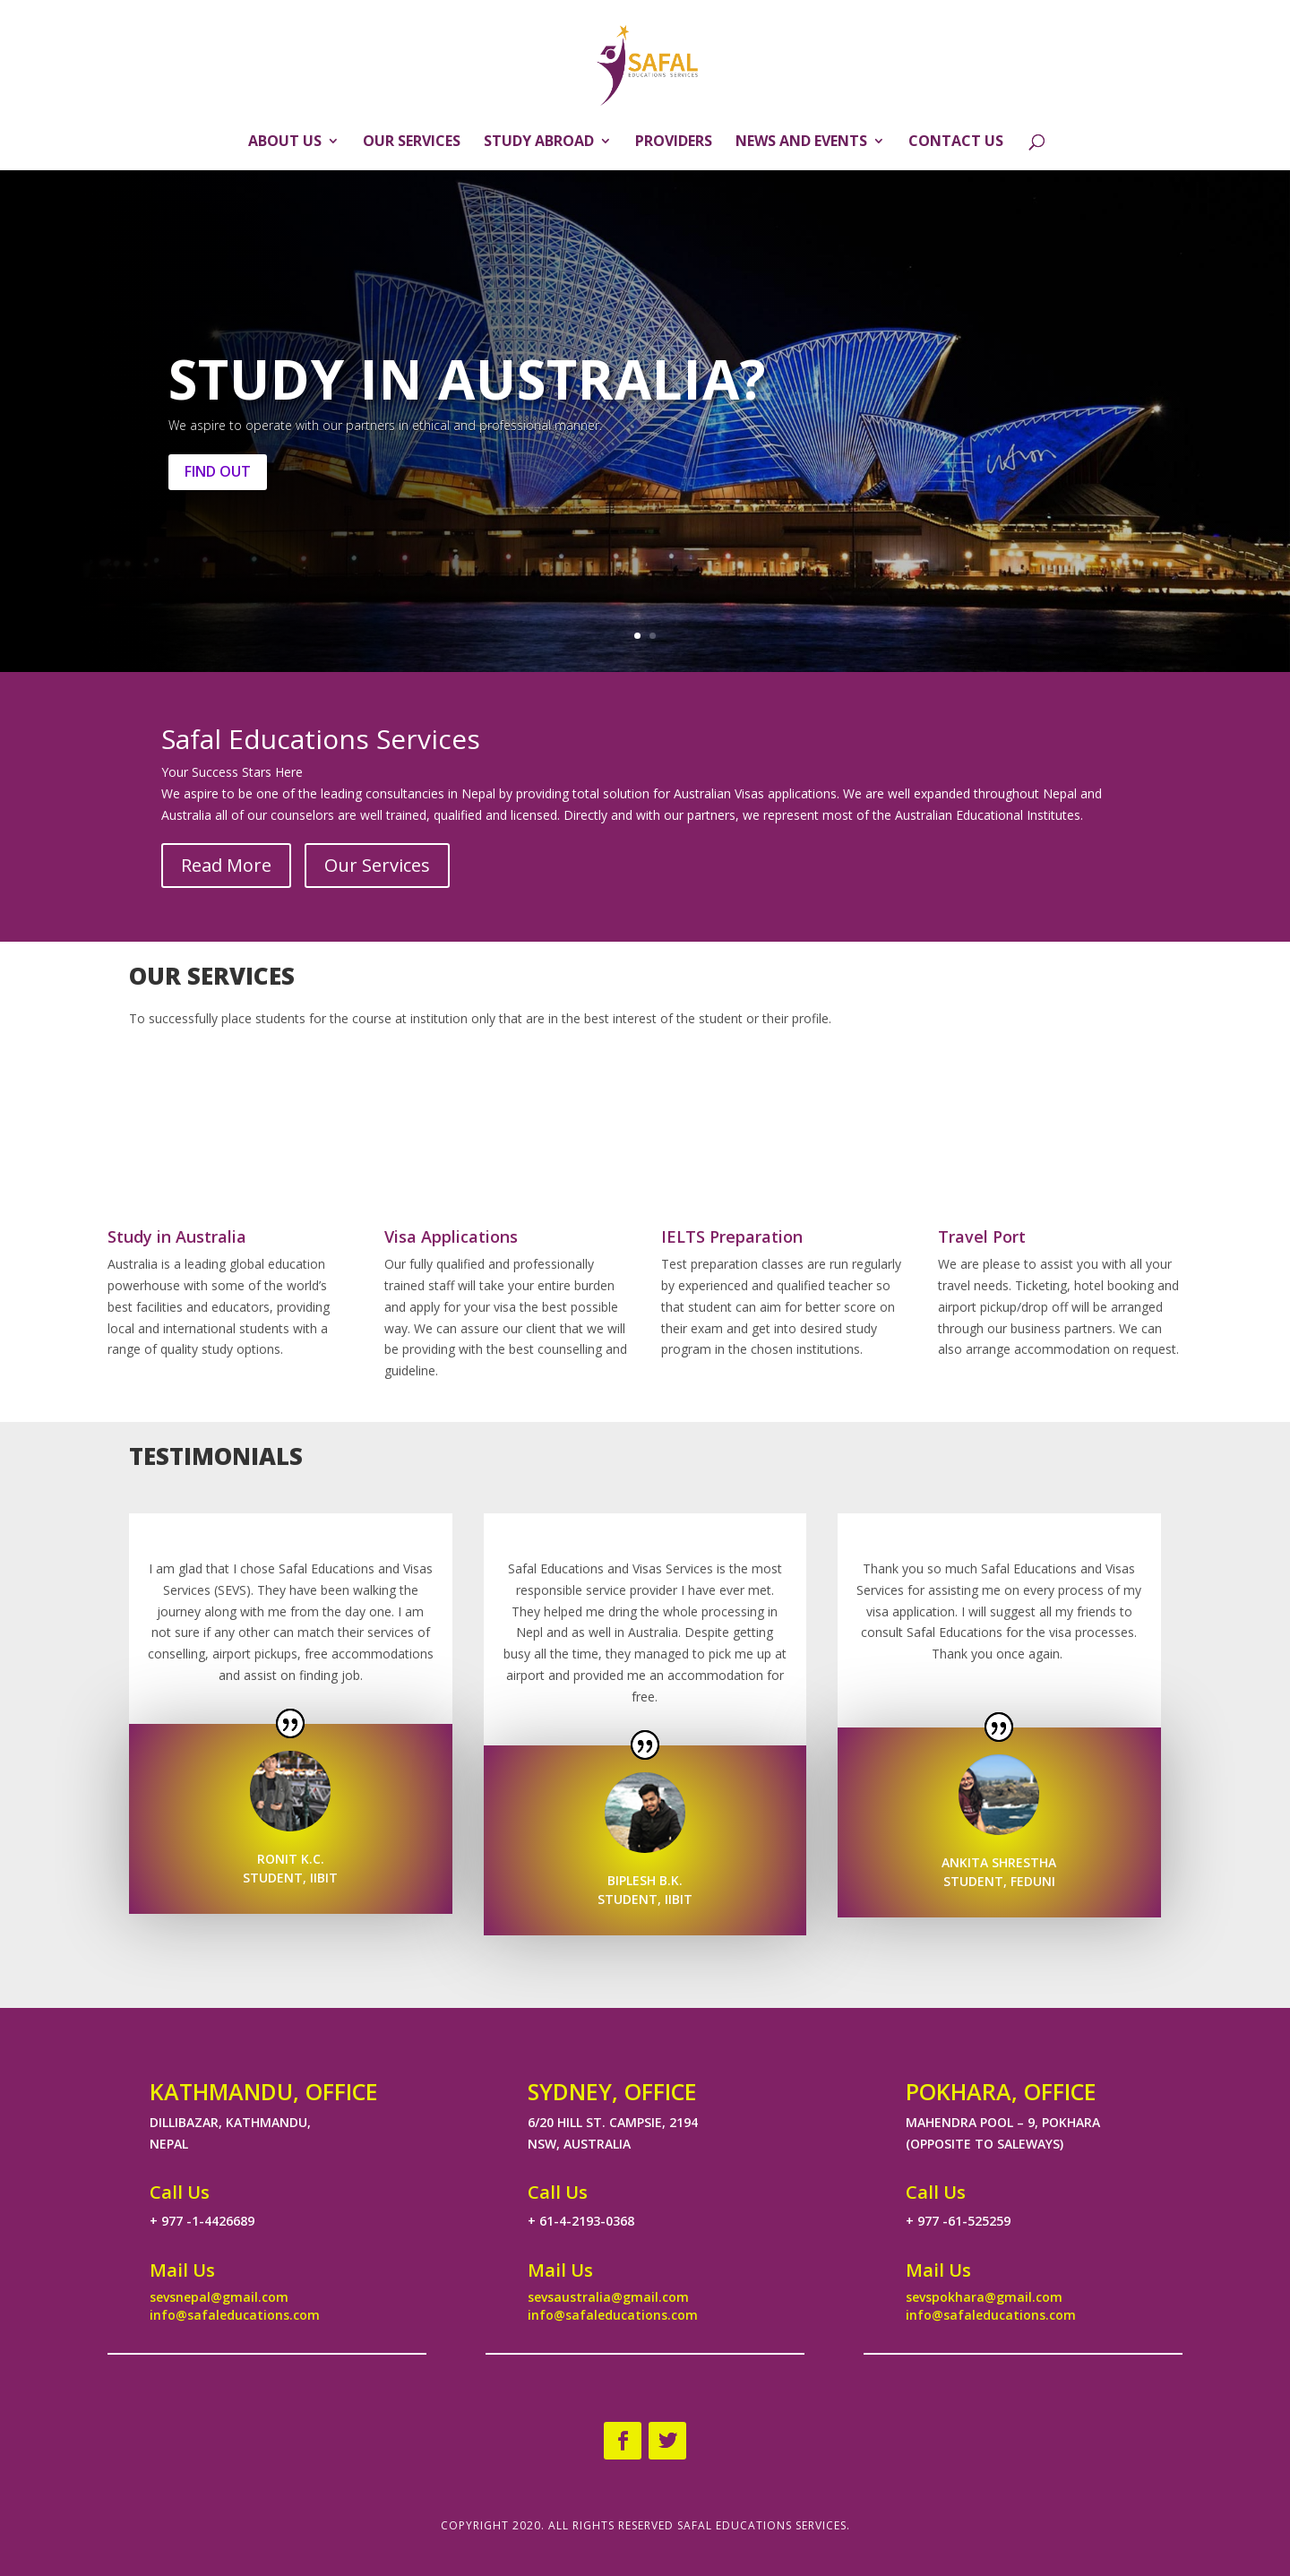 SAFAL
EDUCATIONS SERVICES
ABOUT US
OUR SERVICES
STUDY ABROAD
PROVIDERS
NEWS AND EVENTS
CONTACT US
STUDY IN AUSTRALIA?
We aspire to operate with our partners in ethical and professional manner.
FIND OUT
Safal Educations Services
Your Success Stars Here
We aspire to be one of the leading consultancies in Nepal by providing total solution for Australian Visas applications. We are well expanded throughout Nepal and
Australia all of our counselors are well trained, qualified and licensed. Directly and with our partners, we represent most of the Australian Educational Institutes.
Read More
Our Services
OUR SERVICES
To successfully place students for the course at institution only that are in the best interest of the student or their profile.
Study in Australia
Australia is a leading global education
powerhouse with some of the world’s
best facilities and educators, providing
local and international students with a
range of quality study options.
Visa Applications
Our fully qualified and professionally
trained staff will take your entire burden
and apply for your visa the best possible
way. We can assure our client that we will
be providing with the best counselling and
guideline.
IELTS Preparation
Test preparation classes are run regularly
by experienced and qualified teacher so
that student can aim for better score on
their exam and get into desired study
program in the chosen institutions.
Travel Port
We are please to assist you with all your
travel needs. Ticketing, hotel booking and
airport pickup/drop off will be arranged
through our business partners. We can
also arrange accommodation on request.
TESTIMONIALS
I am glad that I chose Safal Educations and Visas
Services (SEVS). They have been walking the
journey along with me from the day one. I am
not sure if any other can match their services of
conselling, airport pickups, free accommodations
and assist on finding job.
RONIT K.C.
STUDENT, IIBIT
Safal Educations and Visas Services is the most
responsible service provider I have ever met.
They helped me dring the whole processing in
Nepl and as well in Australia. Despite getting
busy all the time, they managed to pick me up at
airport and provided me an accommodation for
free.
BIPLESH B.K.
STUDENT, IIBIT
Thank you so much Safal Educations and Visas
Services for assisting me on every process of my
visa application. I will suggest all my friends to
consult Safal Educations for the visa processes.
Thank you once again.
ANKITA SHRESTHA
STUDENT, FEDUNI
KATHMANDU, OFFICE
DILLIBAZAR, KATHMANDU,
NEPAL
Call Us
+ 977 -1-4426689
Mail Us
sevsnepal@gmail.com
info@safaleducations.com
SYDNEY, OFFICE
6/20 HILL ST. CAMPSIE, 2194
NSW, AUSTRALIA
Call Us
+ 61-4-2193-0368
Mail Us
sevsaustralia@gmail.com
info@safaleducations.com
POKHARA, OFFICE
MAHENDRA POOL – 9, POKHARA
(OPPOSITE TO SALEWAYS)
Call Us
+ 977 -61-525259
Mail Us
sevspokhara@gmail.com
info@safaleducations.com
COPYRIGHT 2020. ALL RIGHTS RESERVED SAFAL EDUCATIONS SERVICES.